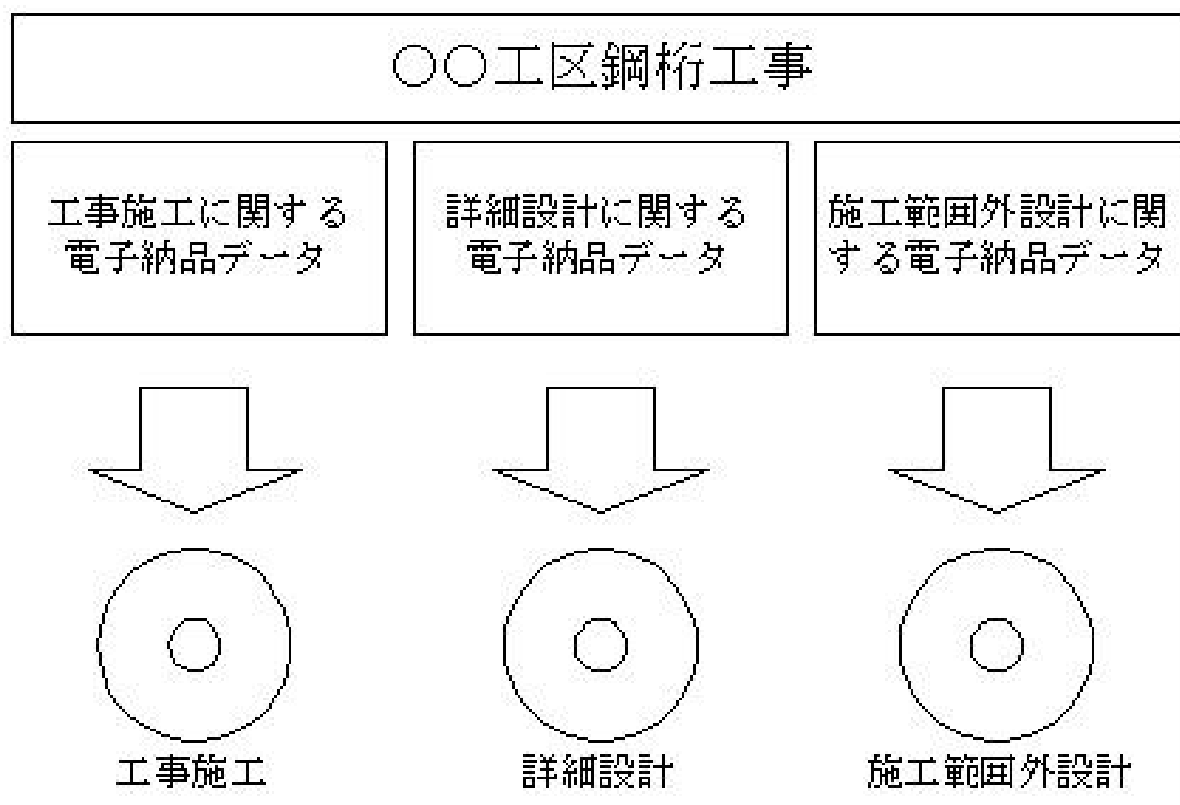 ○○工区鋼桁工事
工事施工に関する
電子納品データ
詳細設計に関する
電子納品データ
施工範囲外設計に関
する電子納品データ
工事施工
詳細設計
施工範囲外設計